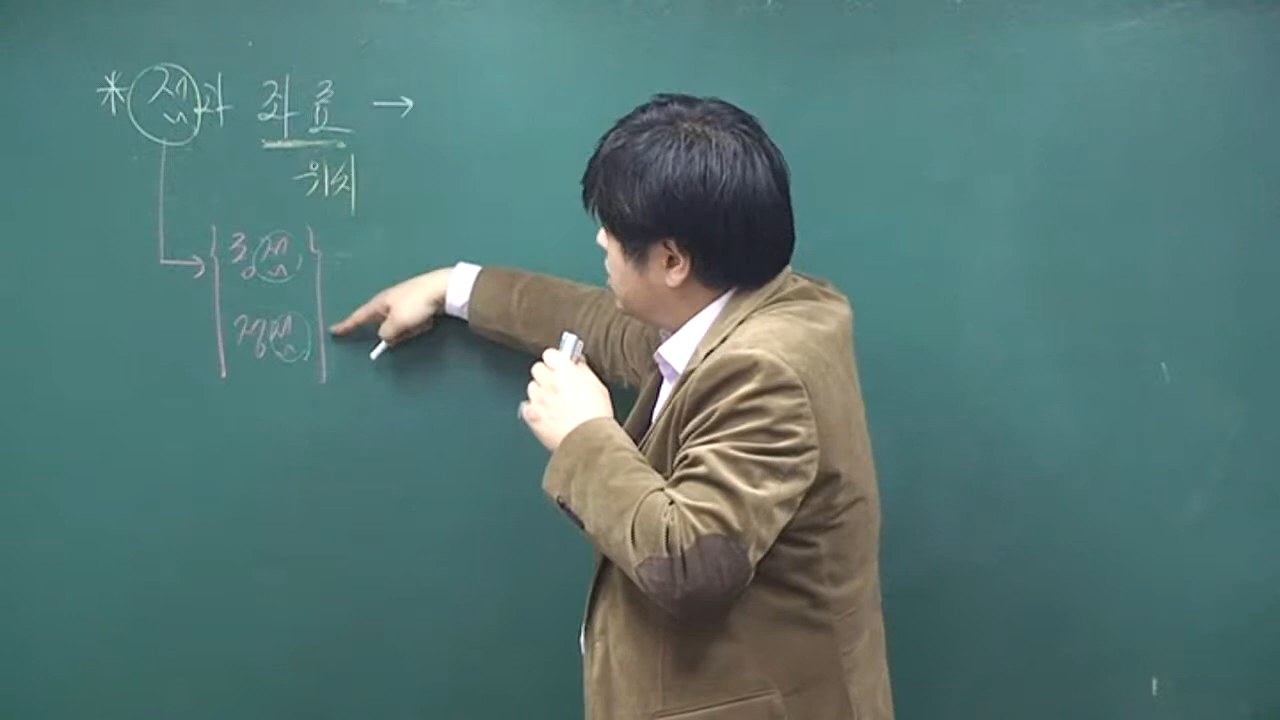 * 점과 좌표 →
위치
중점
정점